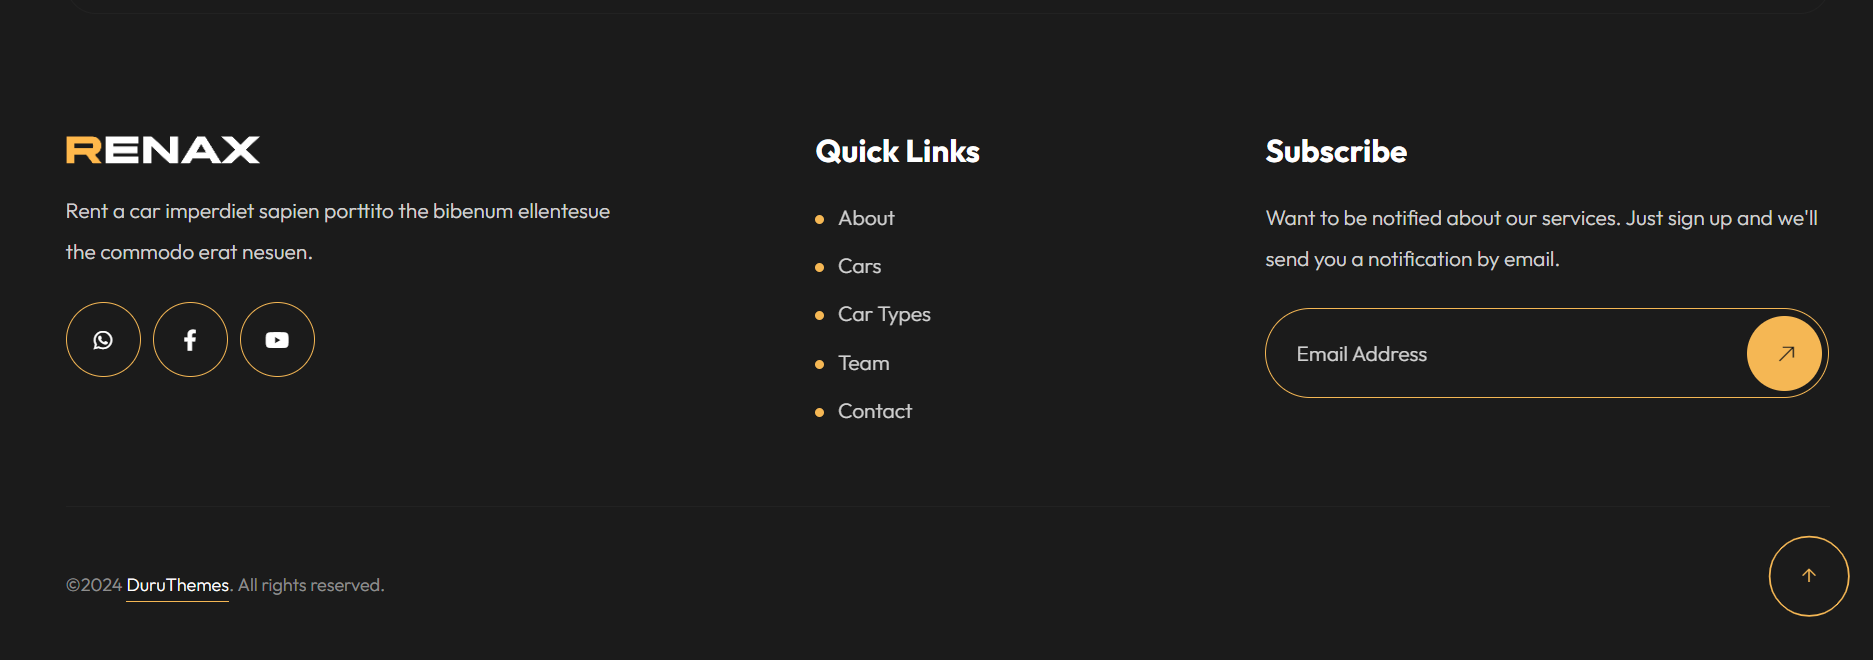 RENAX
Rent a car imperdiet sapien porttito the bibenum ellentesue
the commodo erat nesuen.
Quick Links
About
Cars
Car Types
Team
Contact
Subscribe
Want to be notified about our services. Just sign up and we'll
send you a notification by email.
Email Address
©2024 DuruThemes. All rights reserved.